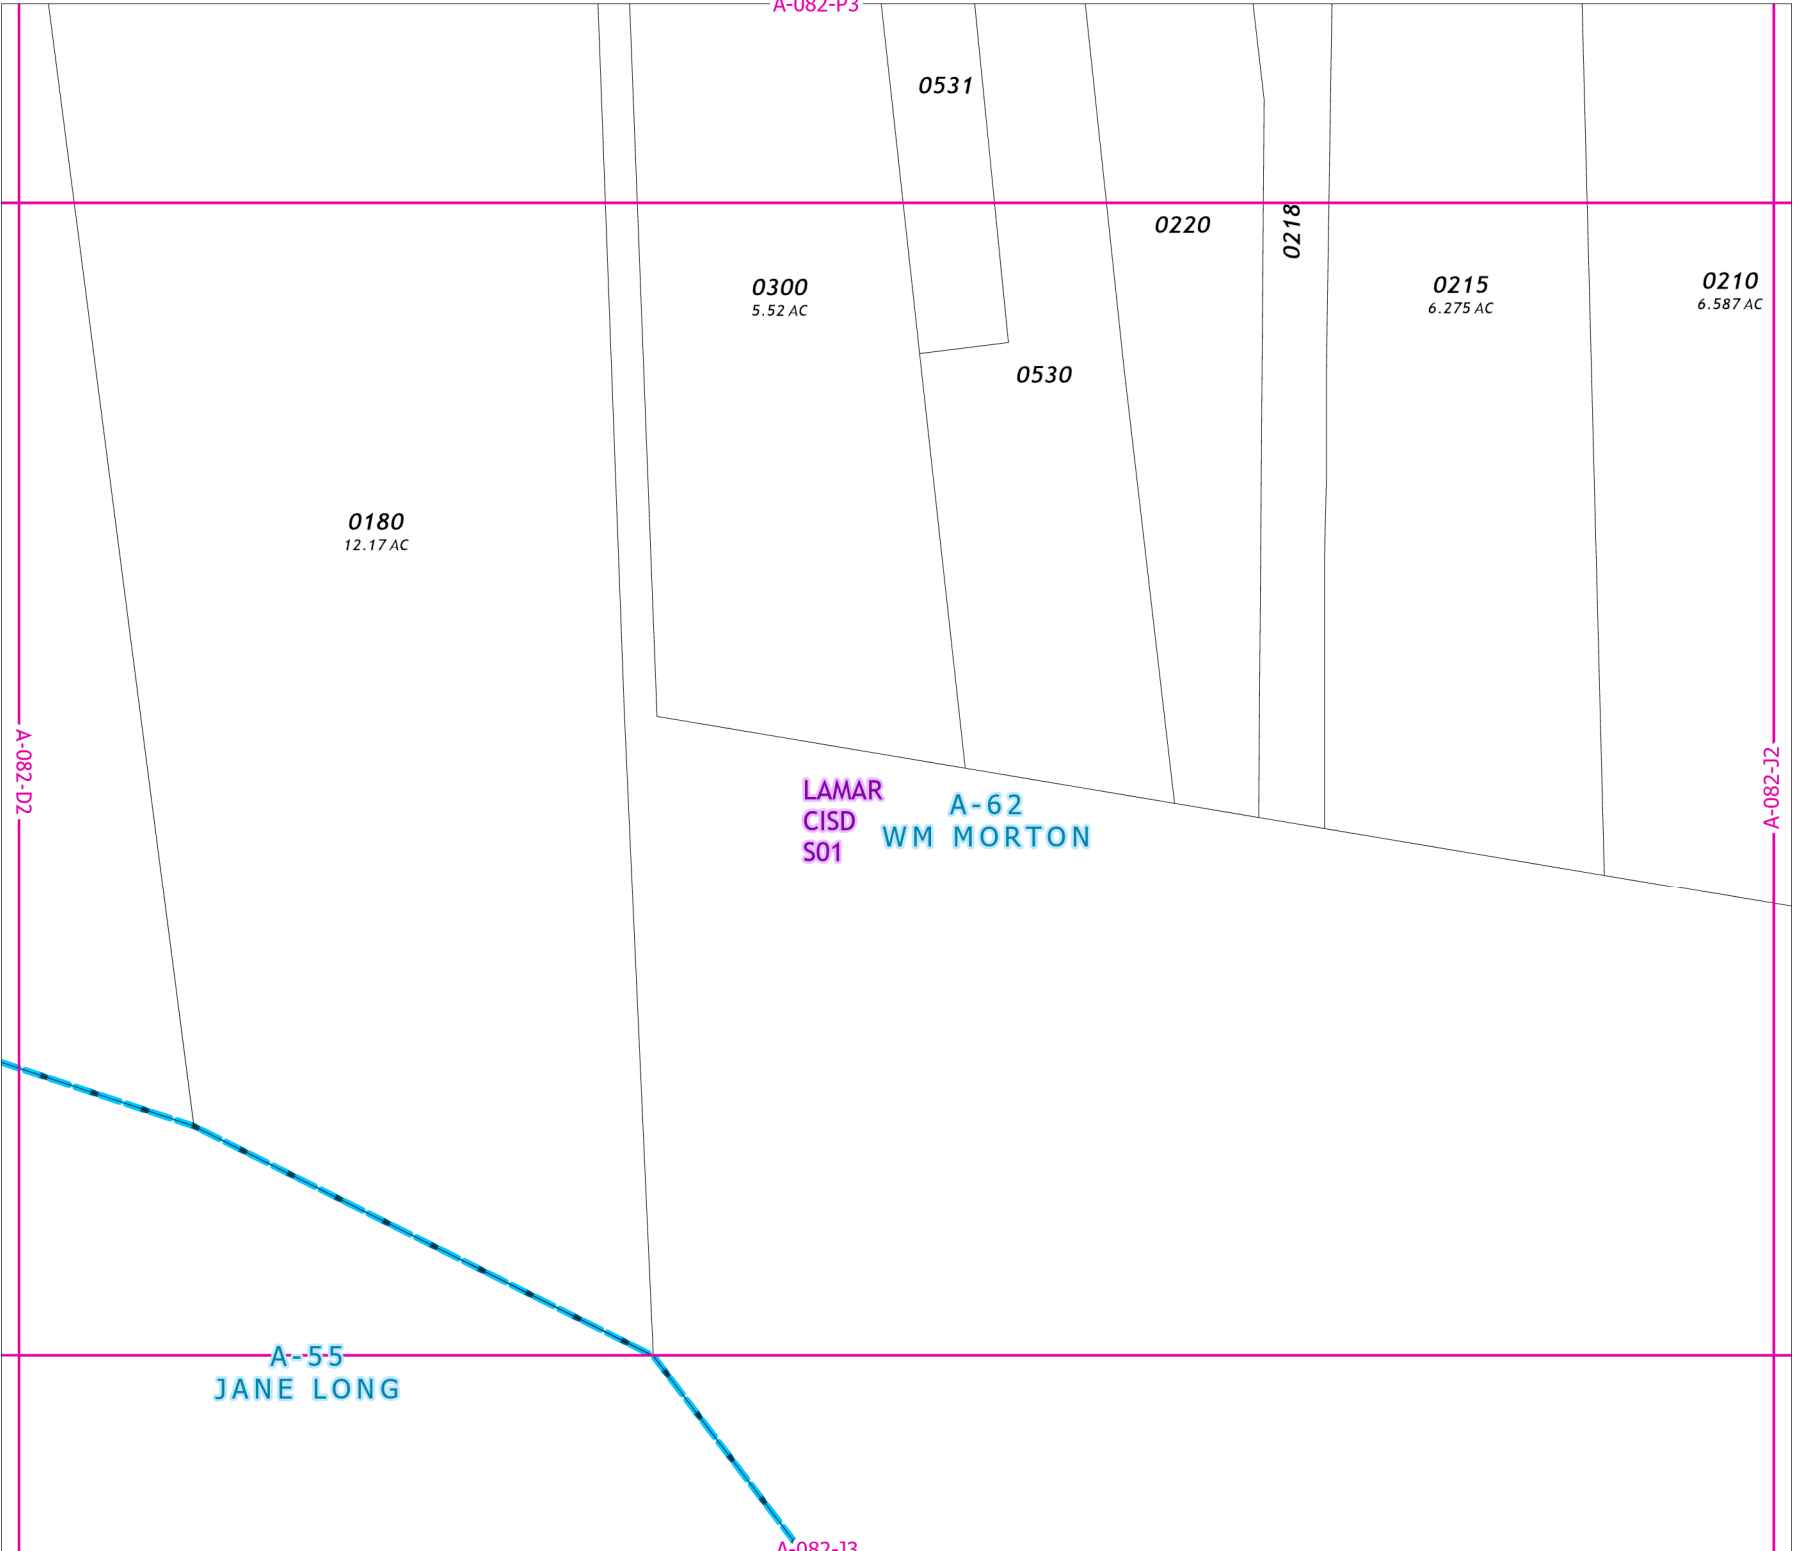 A-082-P3
0531
0220
0218
0300
5.52 AC
0215
6.275 AC
0210
6.587 AC
0530
0180
12.17 AC
A-082-D2
A-082-J2
LAMAR
CISD
S01
A-62
WM MORTON
A-55
JANE LONG
A-082-J3